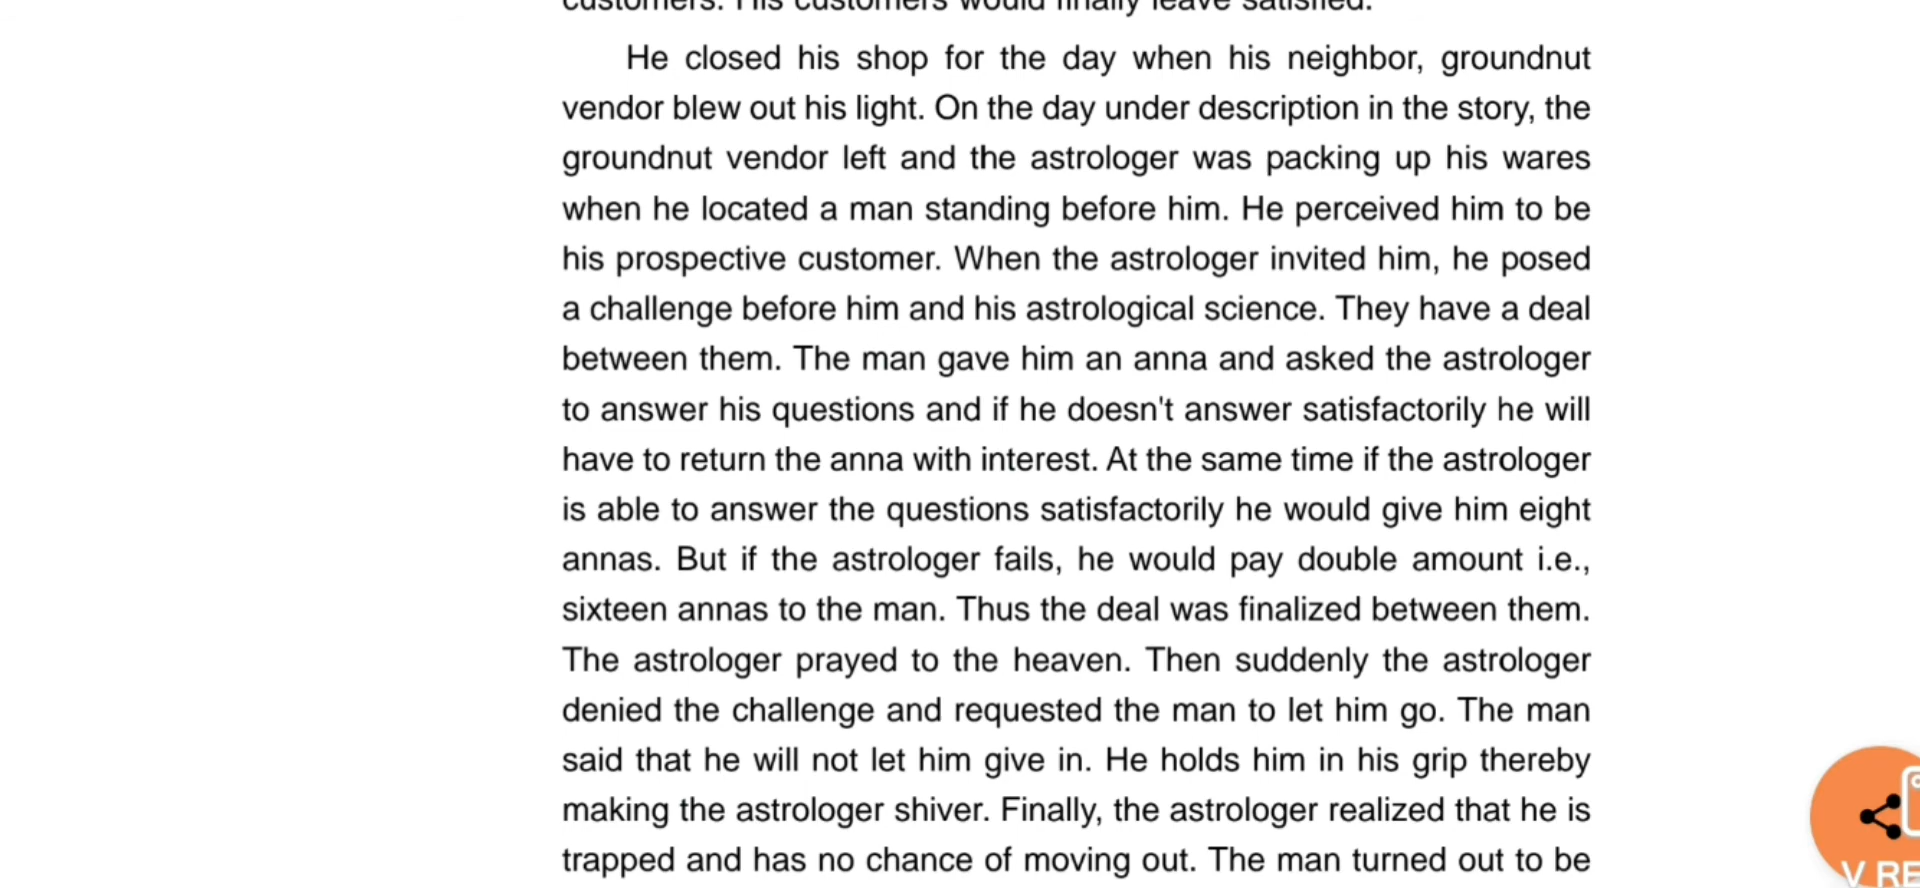 customers. His customers would finally leave satisfied.
He closed his shop for the day when his neighbor, groundnut
vendor blew out his light. On the day under description in the story, the
groundnut vendor left and the astrologer was packing up his wares
when he located a man standing before him. He perceived him to be
his prospective customer. When the astrologer invited him, he posed
a challenge before him and his astrological science. They have a deal
between them. The man gave him an anna and asked the astrologer
to answer his questions and if he doesn't answer satisfactorily he will
have to return the anna with interest. At the same time if the astrologer
is able to answer the questions satisfactorily he would give him eight
annas. But if the astrologer fails, he would pay double amount i.e.,
sixteen annas to the man. Thus the deal was finalized between them.
The astrologer prayed to the heaven. Then suddenly the astrologer
denied the challenge and requested the man to let him go. The man
said that he will not let him give in. He holds him in his grip thereby
making the astrologer shiver. Finally, the astrologer realized that he is
trapped and has no chance of moving out. The man turned out to be
V RE